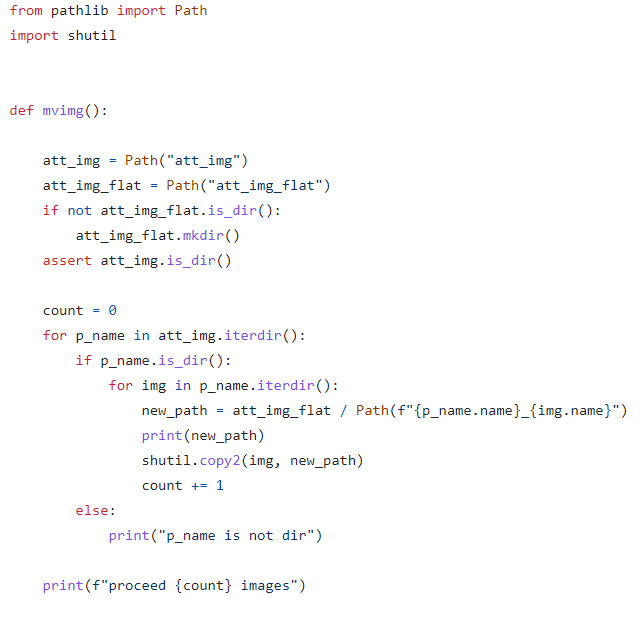 from pathlib import Path
import shutil
def mvimg():
    att_img = Path("att_img")
    att_img_flat = Path("att_img_flat")
    if not att_img_flat.is_dir():
        att_img_flat.mkdir()
    assert att_img.is_dir()
    count = 0
    for p_name in att_img.iterdir():
        if p_name.is_dir():
            for img in p_name.iterdir():
                new_path = att_img_flat / Path(f"{p_name.name}_{img.name}")
                print(new_path)
                shutil.copy2(img, new_path)
                count += 1
        else:
            print("p_name is not dir")
    print(f"proceed {count} images")